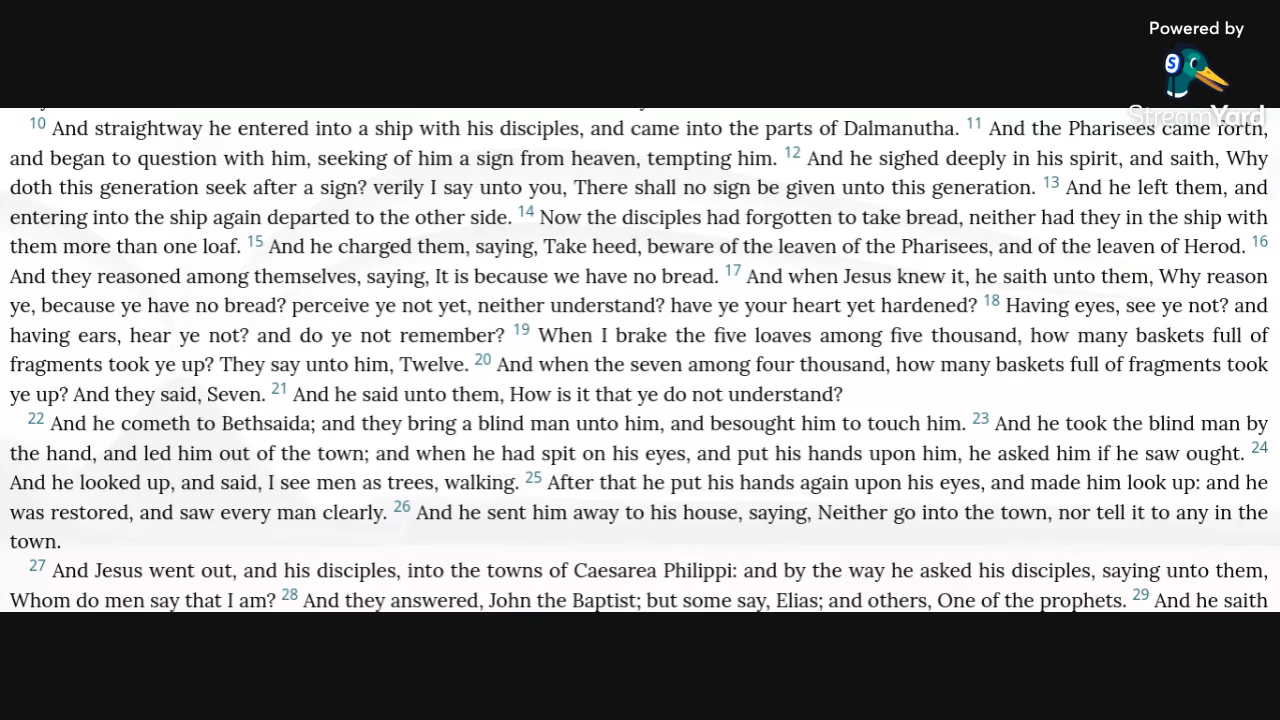 Powered by
StreamYard
10 And straightway he entered into a ship with his disciples, and came into the parts of Dalmanutha. 11 And the Pharisees came forth,
and began to question with him, seeking of him a sign from heaven, tempting him. 12 And he sighed deeply in his spirit, and saith, Why
doth this generation seek after a sign? verily I say unto you, There shall no sign be given unto this generation. 13 And he left them, and
entering into the ship again departed to the other side. 14 Now the disciples had forgotten to take bread, neither had they in the ship with
them more than one loaf. 15 And he charged them, saying, Take heed, beware of the leaven of the Pharisees, and of the leaven of Herod. 16
And they reasoned among themselves, saying, It is because we have no bread. 17 And when Jesus knew it, he saith unto them, Why reason
ye, because ye have no bread? perceive ye not yet, neither understand? have ye your heart yet hardened? 18 Having eyes, see ye not? and
having ears, hear ye not? and do ye not remember? 19 When I brake the five loaves among five thousand, how many baskets full of
fragments took ye up? They say unto him, Twelve. 20 And when the seven among four thousand, how many baskets full of fragments took
ye up? And they said, Seven. 21 And he said unto them, How is it that ye do not understand?
22 And he cometh to Bethsaida; and they bring a blind man unto him, and besought him to touch him. 23 And he took the blind man by
the hand, and led him out of the town; and when he had spit on his eyes, and put his hands upon him, he asked him if he saw ought. 24
And he looked up, and said, I see men as trees, walking. 25 After that he put his hands again upon his eyes, and made him look up: and he
was restored, and saw every man clearly. 26 And he sent him away to his house, saying, Neither go into the town, nor tell it to any in the
town.
27 And Jesus went out, and his disciples, into the towns of Caesarea Philippi: and by the way he asked his disciples, saying unto them,
Whom do men say that I am? 28 And they answered, John the Baptist; but some say, Elias; and others, One of the prophets. 29 And he saith